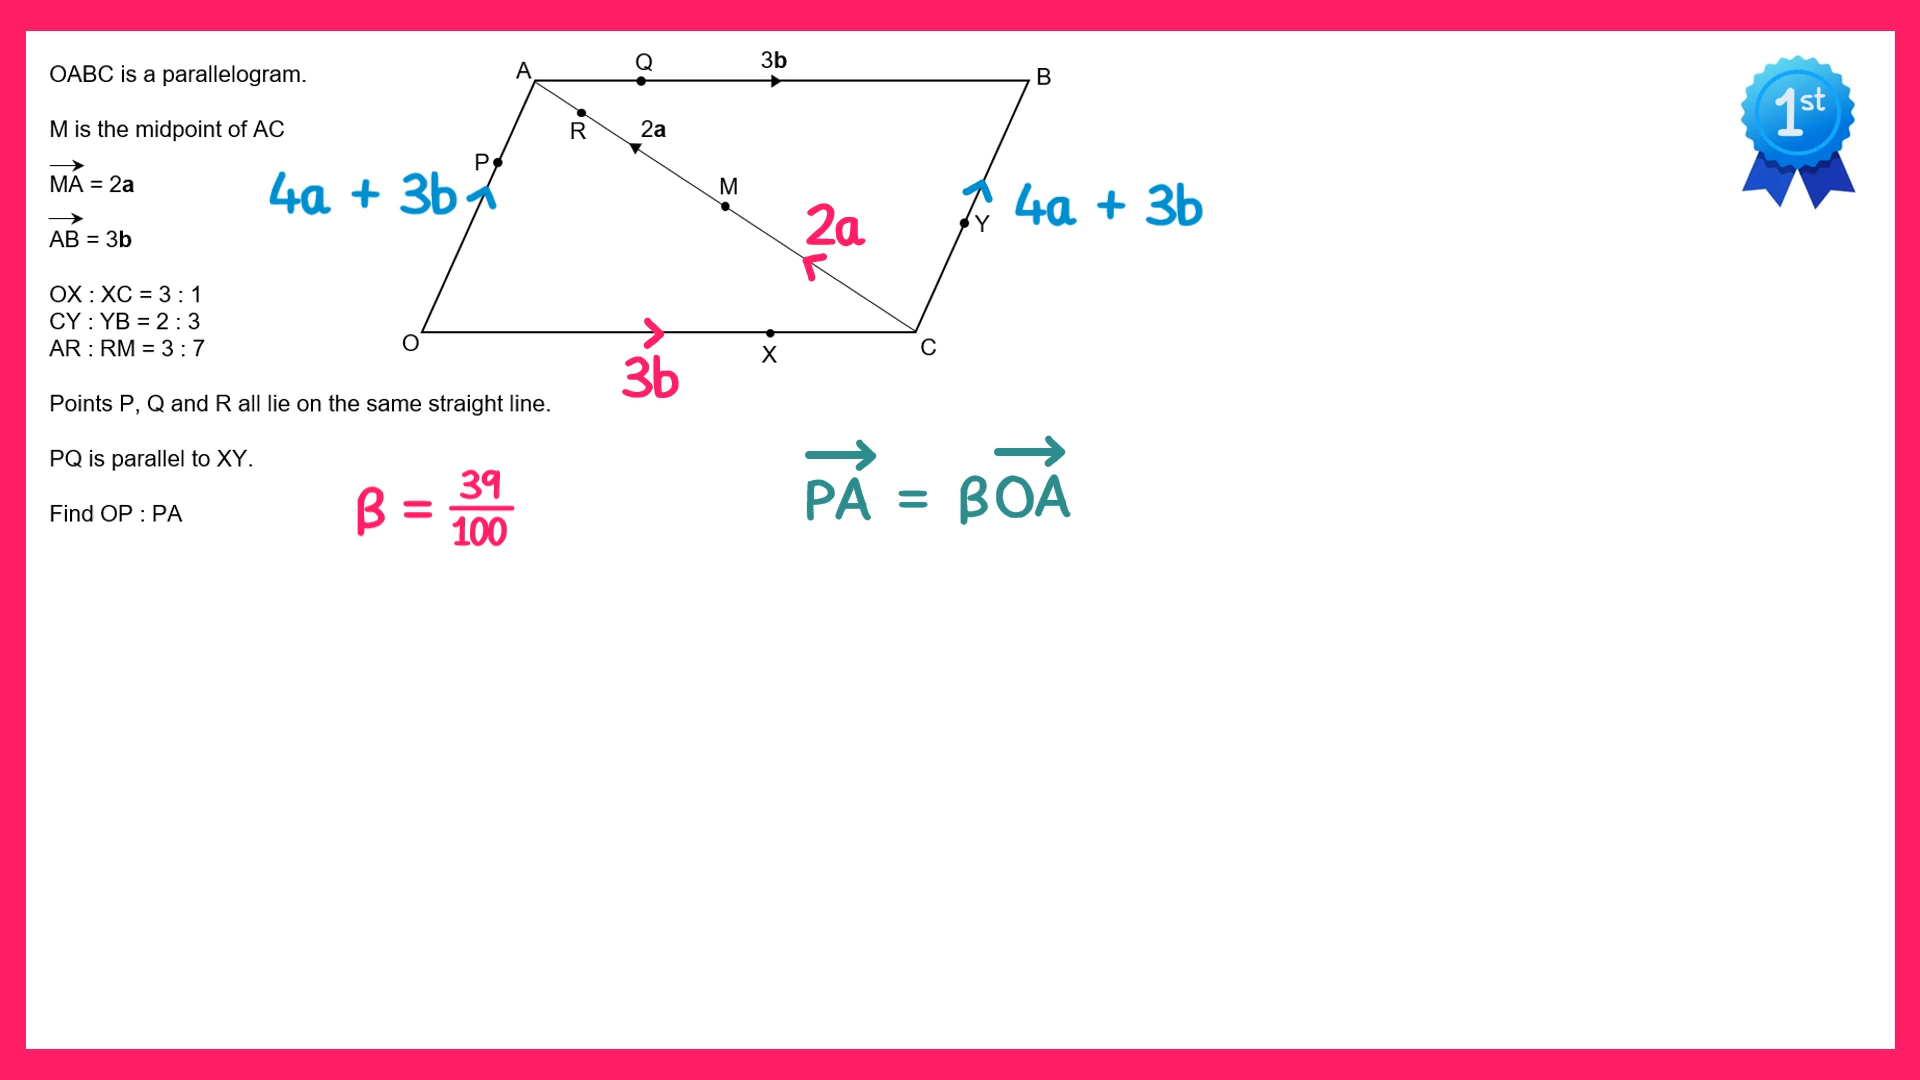 OABC is a parallelogram.
M is the midpoint of AC
MA = 2a
AB = 3b
OX : XC = 3 : 1
CY : YB = 2 : 3
AR : RM = 3 : 7
Points P, Q and R all lie on the same straight line.
PQ is parallel to XY.
Find OP : PA
A
Q
3b
B
R
2a
P
M
4a + 3b
2a
Y
4a + 3b
O
X
C
3b
β = 39/100
PA = βOA
1st